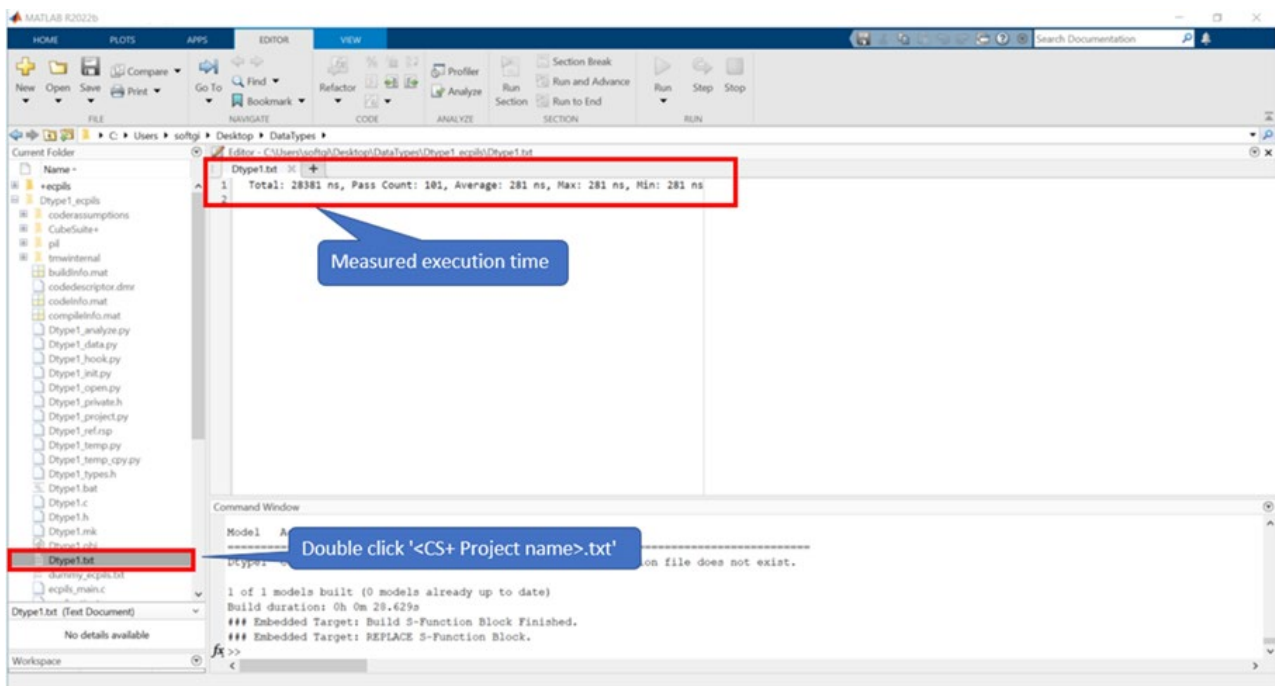 MATLAB R2022b
HOME PLOTS APPS EDITOR VIEW
Search Documentation
New Open Save Compare Print
Go To Find Bookmark
Refactor
Profiler Analyze
Run Section Section Break Run and Advance Run to End
Run Step Stop
FILE NAVIGATE CODE ANALYZE SECTION RUN
C: Users softgi Desktop DataTypes
Current Folder
Name
+ecpils
Dtype1_ecpils
coderassumptions
CubeSuite+
pil
tmwinternal
buildInfo.mat
codedescriptor.dmr
codeInfo.mat
compileInfo.mat
Dtype1_analyze.py
Dtype1_data.py
Dtype1_hook.py
Dtype1_init.py
Dtype1_open.py
Dtype1_private.h
Dtype1_project.py
Dtype1_ref.rsp
Dtype1_temp.py
Dtype1_temp_cpy.py
Dtype1_types.h
Dtype1.bat
Dtype1.c
Dtype1.h
Dtype1.mk
Dtype1.txt
dummy_ecpils.txt
ecpils_main.c
Dtype1.txt (Text Document)
No details available
Workspace
Editor - C:\Users\softgi\Desktop\DataTypes\Dtype1_ecpils\Dtype1.txt
Dtype1.txt
1 Total: 28381 ns, Pass Count: 101, Average: 281 ns, Max: 281 ns, Min: 281 ns
2
Measured execution time
Command Window
Model
Double click '<CS+ Project name>.txt'
ion file does not exist.
1 of 1 models built (0 models already up to date)
Build duration: 0h 0m 28.629s
### Embedded Target: Build S-Function Block Finished.
### Embedded Target: REPLACE S-Function Block.
fx >>